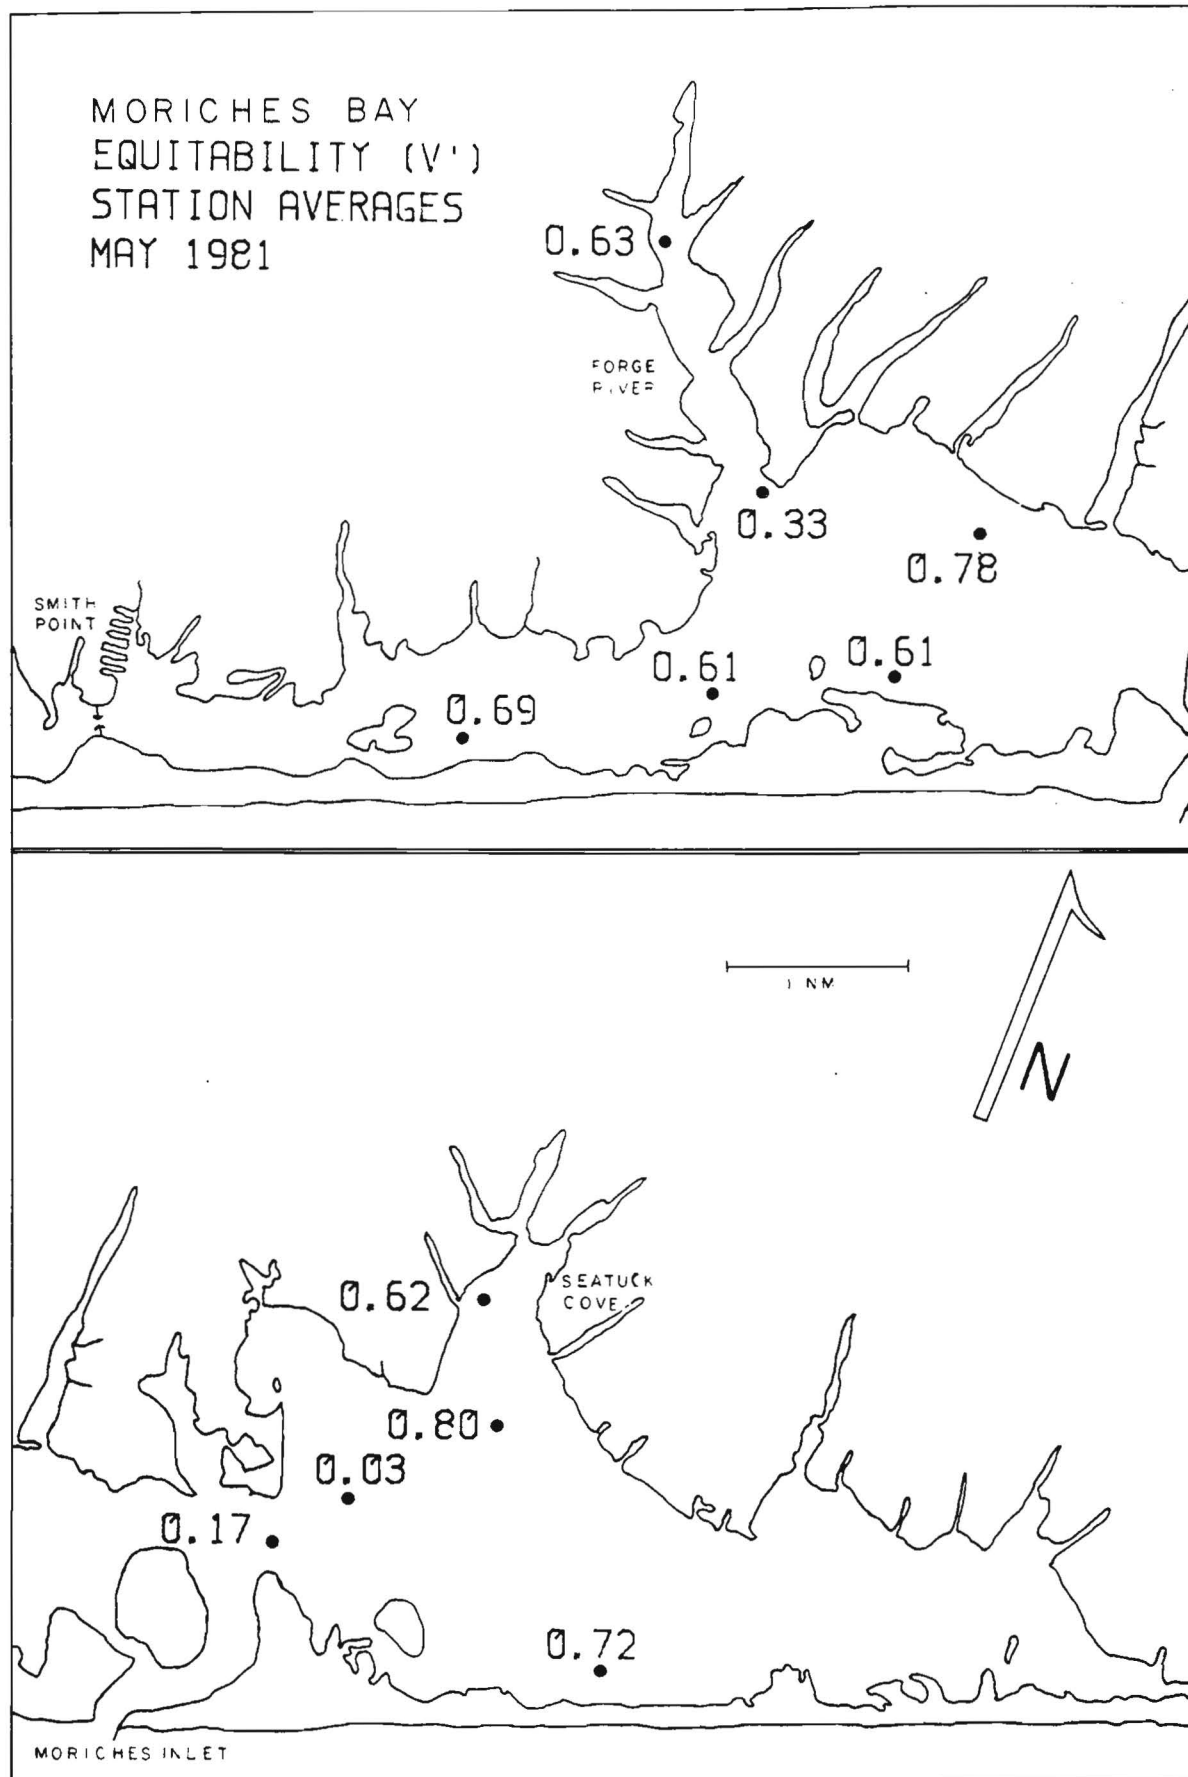 MORICHES BAY
EQUITABILITY (V')
STATION AVERAGES
MAY 1981
0.63
FORGE
RIVER
0.33
0.78
SMITH
POINT
0.61
0.61
0.69
1 NM
N
SEATUCK
COVE
0.62
0.80
0.03
0.17
0.72
MORICHES INLET